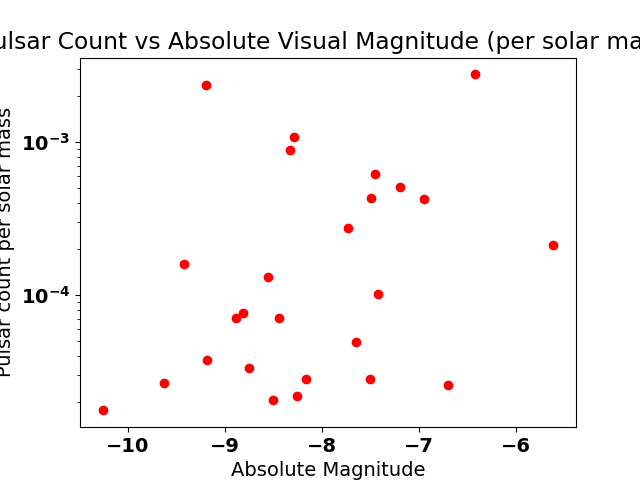 ulsar Count vs Absolute Visual Magnitude (per solar ma
Pulsar count per solar mass
10⁻³
10⁻⁴
−10 −9 −8 −7 −6
Absolute Magnitude